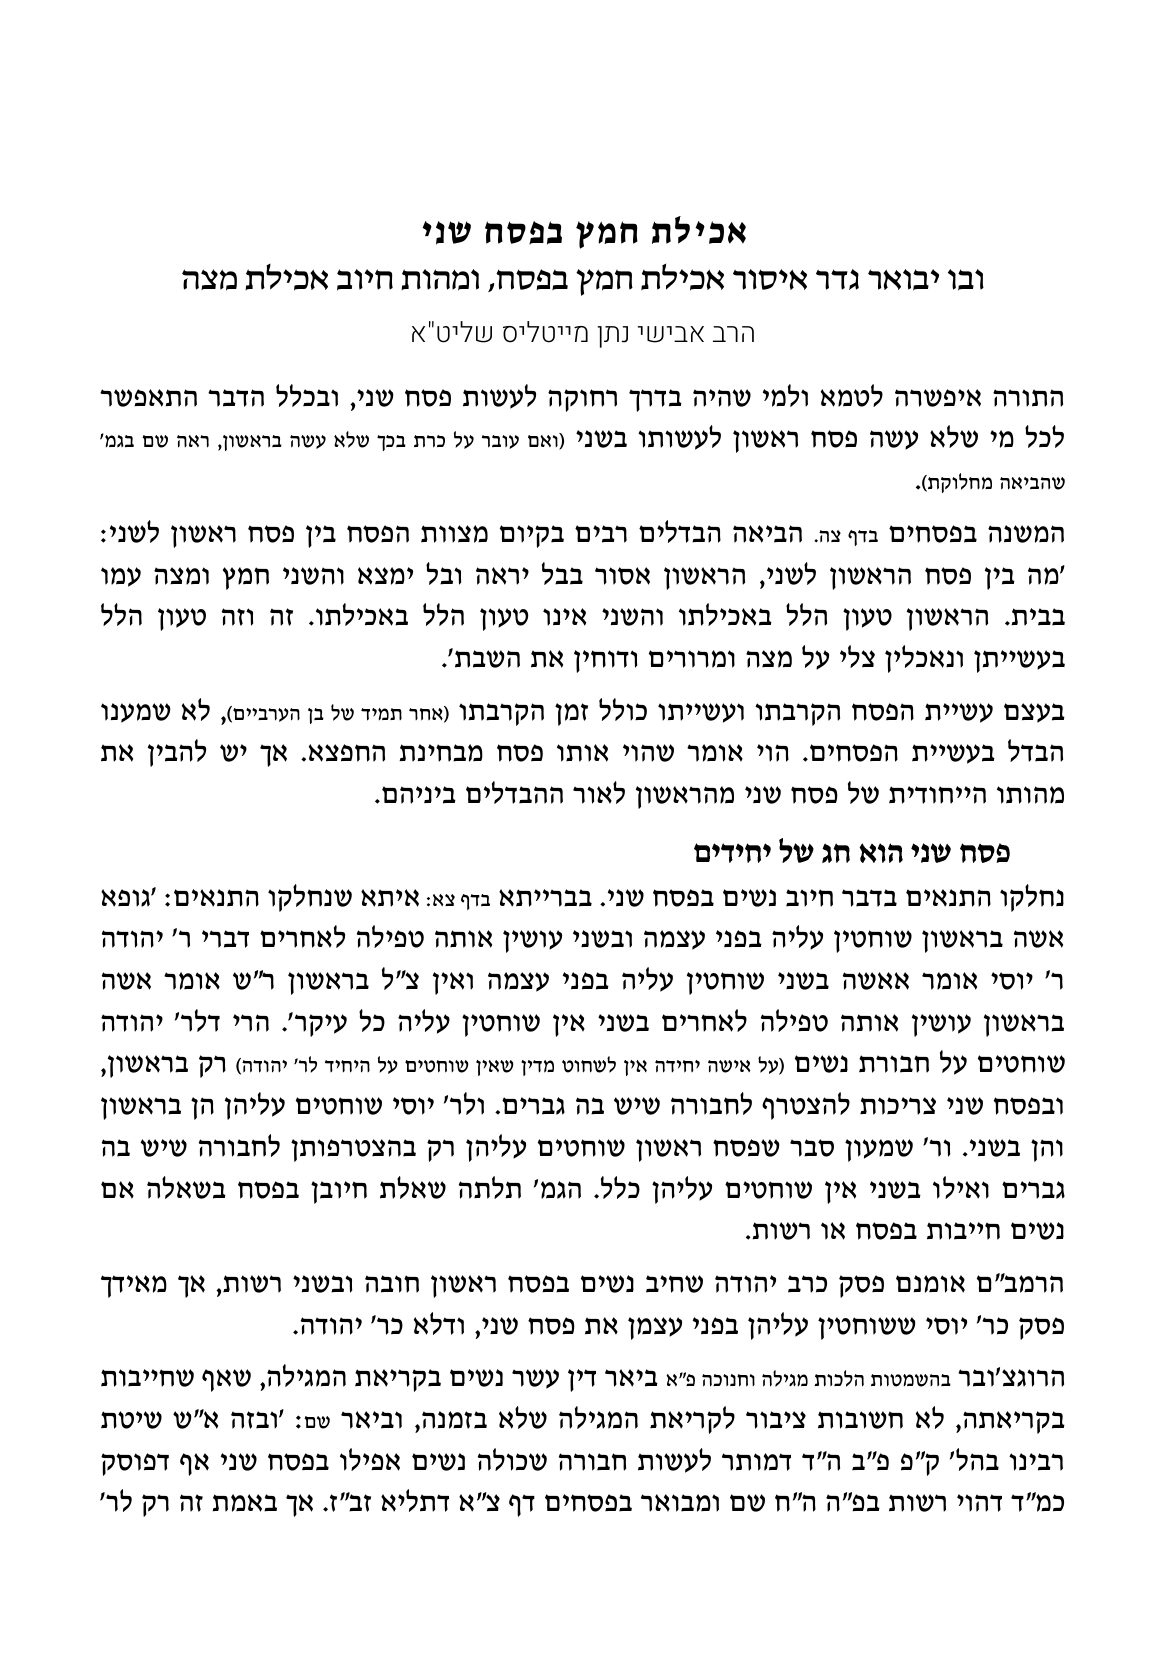 אכילת חמץ בפסח שני
ובו יבואר גדר איסור אכילת חמץ בפסח, ומהות חיוב אכילת מצה
הרב אבישי נתן מייטליס שליט"א
התורה איפשרה לטמא ולמי שהיה בדרך רחוקה לעשות פסח שני, ובכלל הדבר התאפשר
לכל מי שלא עשה פסח ראשון לעשותו בשני (ואם עובר על כרת בכך שלא עשה בראשון, ראה שם בגמ'
שהביאה מחלוקת).
המשנה בפסחים בדף צה. הביאה הבדלים רבים בקיום מצוות הפסח בין פסח ראשון לשני:
'מה בין פסח הראשון לשני, הראשון אסור בבל יראה ובל ימצא והשני חמץ ומצה עמו
בבית. הראשון טעון הלל באכילתו והשני אינו טעון הלל באכילתו. זה וזה טעון הלל
בעשייתן ונאכלין צלי על מצה ומרורים ודוחין את השבת'.
בעצם עשיית הפסח הקרבתו ועשייתו כולל זמן הקרבתו (אחר תמיד של בן הערביים), לא שמענו
הבדל בעשיית הפסחים. הוי אומר שהוי אותו פסח מבחינת החפצא. אך יש להבין את
מהותו הייחודית של פסח שני מהראשון לאור ההבדלים ביניהם.
פסח שני הוא חג של יחידים
נחלקו התנאים בדבר חיוב נשים בפסח שני. בברייתא בדף צא: איתא שנחלקו התנאים: 'גופא
אשה בראשון שוחטין עליה בפני עצמה ובשני עושין אותה טפילה לאחרים דברי ר' יהודה
ר' יוסי אומר אאשה בשני שוחטין עליה בפני עצמה ואין צ"ל בראשון ר"ש אומר אשה
בראשון עושין אותה טפילה לאחרים בשני אין שוחטין עליה כל עיקר'. הרי דלר' יהודה
שוחטים על חבורת נשים (על אישה יחידה אין לשחוט מדין שאין שוחטים על היחיד לר' יהודה) רק בראשון,
ובפסח שני צריכות להצטרף לחבורה שיש בה גברים. ולר' יוסי שוחטים עליהן הן בראשון
והן בשני. ור' שמעון סבר שפסח ראשון שוחטים עליהן רק בהצטרפותן לחבורה שיש בה
גברים ואילו בשני אין שוחטים עליהן כלל. הגמ' תלתה שאלת חיובן בפסח בשאלה אם
נשים חייבות בפסח או רשות.
הרמב"ם אומנם פסק כרב יהודה שחיב נשים בפסח ראשון חובה ובשני רשות, אך מאידך
פסק כר' יוסי ששוחטין עליהן בפני עצמן את פסח שני, ודלא כר' יהודה.
הרוגצ'ובר בהשמטות הלכות מגילה וחנוכה פ"א ביאר דין עשר נשים בקריאת המגילה, שאף שחייבות
בקריאתה, לא חשובות ציבור לקריאת המגילה שלא בזמנה, וביאר שם: 'ובזה א"ש שיטת
רבינו בהל' ק"פ פ"ב ה"ד דמותר לעשות חבורה שכולה נשים אפילו בפסח שני אף דפוסק
כמ"ד דהוי רשות בפ"ה ה"ח שם ומבואר בפסחים דף צ"א דתליא זב"ז. אך באמת זה רק לר'